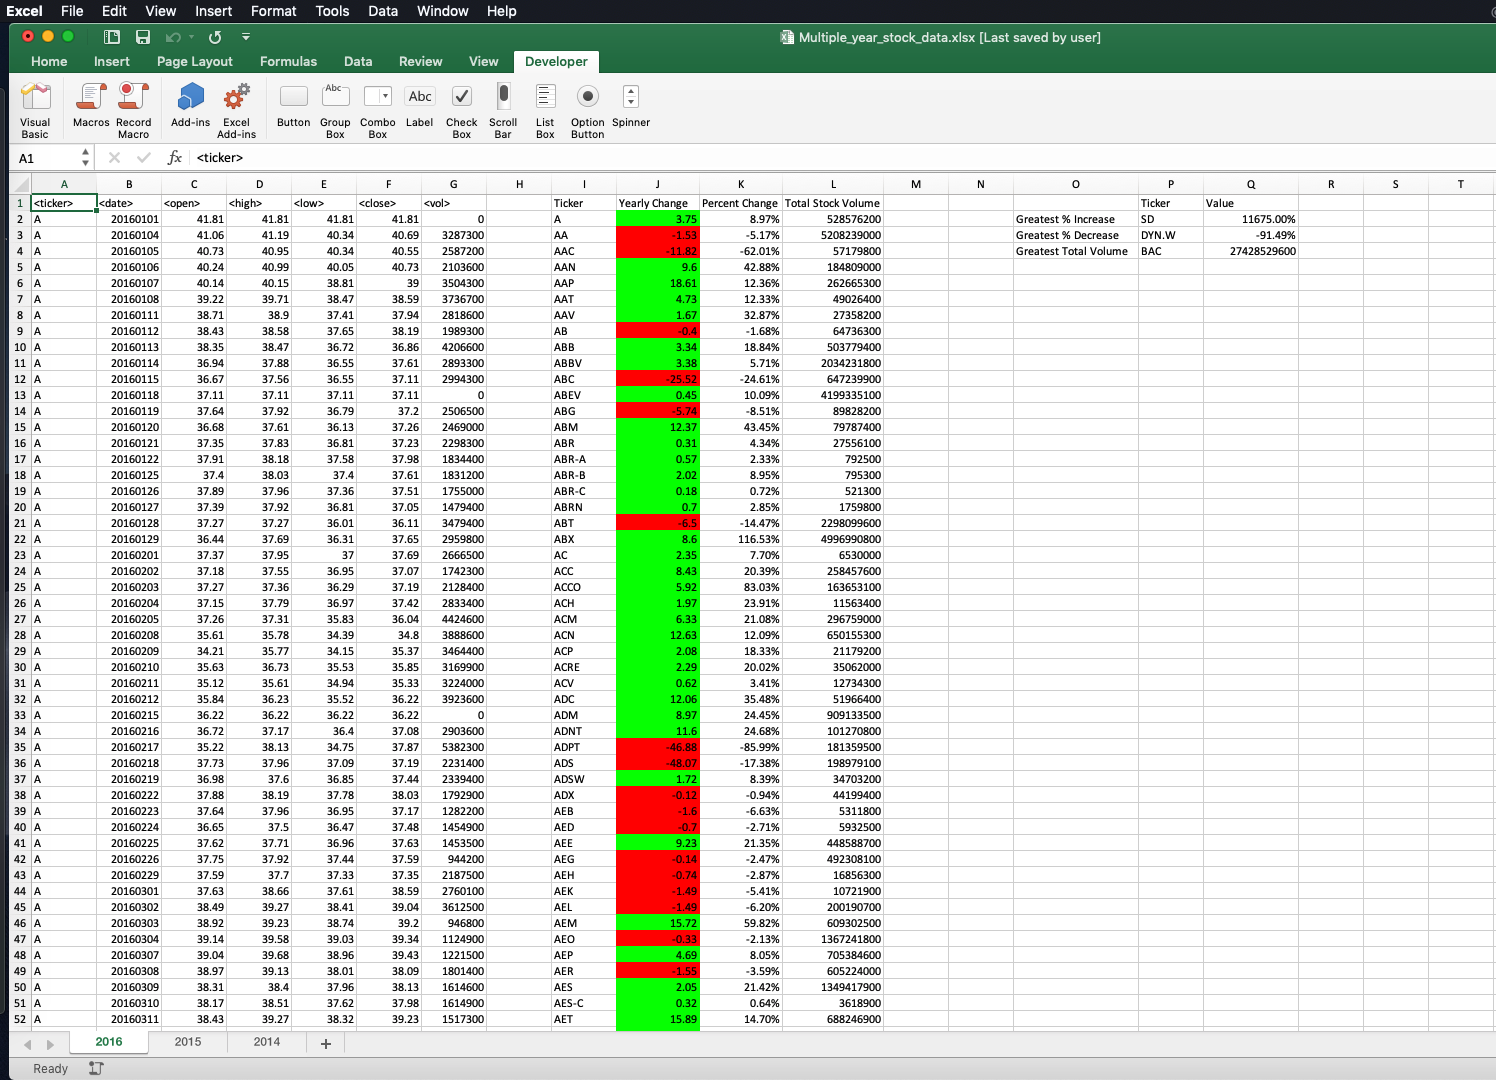 Excel File Edit View Insert Format Tools Data Window Help
Multiple_year_stock_data.xlsx [Last saved by user]
Home Insert Page Layout Formulas Data Review View Developer
Visual Basic Macros Record Macro Add-ins Excel Add-ins Button Group Box Combo Box Label Check Box Scroll Bar List Box Option Button Spinner
Abc Abc
A1 fx <ticker>
A B C D E F G H I J K L M N O P Q R S T
1 <ticker> <date> <open> <high> <low> <close> <vol> Ticker Yearly Change Percent Change Total Stock Volume Ticker Value
2 A 20160101 41.81 41.81 41.81 41.81 0 A 3.75 8.97% 528576200 Greatest % Increase SD 11675.00%
3 A 20160104 41.06 41.19 40.34 40.69 3287300 AA -1.53 -5.17% 5208239000 Greatest % Decrease DYN.W -91.49%
4 A 20160105 40.73 40.95 40.34 40.55 2587200 AAC -11.82 -62.01% 57179800 Greatest Total Volume BAC 27428529600
5 A 20160106 40.24 40.99 40.05 40.73 2103600 AAN 9.6 42.88% 184809000
6 A 20160107 40.14 40.15 38.81 39 3504300 AAP 18.61 12.36% 262665300
7 A 20160108 39.22 39.71 38.47 38.59 3736700 AAT 4.73 12.33% 49026400
8 A 20160111 38.71 38.9 37.41 37.94 2818600 AAV 1.67 32.87% 27358200
9 A 20160112 38.43 38.58 37.65 38.19 1989300 AB -0.4 -1.68% 64736300
10 A 20160113 38.35 38.47 36.72 36.86 4206600 ABB 3.34 18.84% 503779400
11 A 20160114 36.94 37.88 36.55 37.61 2893300 ABBV 3.38 5.71% 2034231800
12 A 20160115 36.67 37.56 36.55 37.11 2994300 ABC -25.52 -24.61% 647239900
13 A 20160118 37.11 37.11 37.11 37.11 0 ABEV 0.45 10.09% 4199335100
14 A 20160119 37.64 37.92 36.79 37.2 2506500 ABG -5.74 -8.51% 89828200
15 A 20160120 36.68 37.61 36.13 37.26 2469000 ABM 12.37 43.45% 79787400
16 A 20160121 37.35 37.83 36.81 37.23 2298300 ABR 0.31 4.34% 27556100
17 A 20160122 37.91 38.18 37.58 37.98 1834400 ABR-A 0.57 2.33% 792500
18 A 20160125 37.4 38.03 37.4 37.61 1831200 ABR-B 2.02 8.95% 795300
19 A 20160126 37.89 37.96 37.36 37.51 1755000 ABR-C 0.18 0.72% 521300
20 A 20160127 37.39 37.92 36.81 37.05 1479400 ABRN 0.7 2.85% 1759800
21 A 20160128 37.27 37.27 36.01 36.11 3479400 ABT -6.5 -14.47% 2298099600
22 A 20160129 36.44 37.69 36.31 37.65 2959800 ABX 8.6 116.53% 4996990800
23 A 20160201 37.37 37.95 37 37.69 2666500 AC 2.35 7.70% 6530000
24 A 20160202 37.18 37.55 36.95 37.07 1742300 ACC 8.43 20.39% 258457600
25 A 20160203 37.27 37.36 36.29 37.19 2128400 ACCO 5.92 83.03% 163653100
26 A 20160204 37.15 37.79 36.97 37.42 2833400 ACH 1.97 23.91% 11563400
27 A 20160205 37.26 37.31 35.83 36.04 4424600 ACM 6.33 21.08% 296759000
28 A 20160208 35.61 35.78 34.39 34.8 3888600 ACN 12.63 12.09% 650155300
29 A 20160209 34.21 35.77 34.15 35.37 3464400 ACP 2.08 18.33% 21179200
30 A 20160210 35.63 36.73 35.53 35.85 3169900 ACRE 2.29 20.02% 35062000
31 A 20160211 35.12 35.61 34.94 35.33 3224000 ACV 0.62 3.41% 12734300
32 A 20160212 35.84 36.23 35.52 36.22 3923600 ADC 12.06 35.48% 51966400
33 A 20160215 36.22 36.22 36.22 36.22 0 ADM 8.97 24.45% 909133500
34 A 20160216 36.72 37.17 36.4 37.08 2903600 ADNT 11.6 24.68% 101270800
35 A 20160217 35.22 38.13 34.75 37.87 5382300 ADPT -46.88 -85.99% 181359500
36 A 20160218 37.73 37.96 37.09 37.19 2231400 ADS -48.07 -17.38% 198979100
37 A 20160219 36.98 37.6 36.85 37.44 2339400 ADSW 1.72 8.39% 34703200
38 A 20160222 37.88 38.19 37.78 38.03 1792900 ADX -0.12 -0.94% 44199400
39 A 20160223 37.64 37.96 36.95 37.17 1282200 AEB -1.6 -6.63% 5311800
40 A 20160224 36.65 37.5 36.47 37.48 1454900 AED -0.7 -2.71% 5932500
41 A 20160225 37.62 37.71 36.96 37.63 1453500 AEE 9.23 21.35% 448588700
42 A 20160226 37.75 37.92 37.44 37.59 944200 AEG -0.14 -2.47% 492308100
43 A 20160229 37.59 37.7 37.33 37.35 2187500 AEH -0.74 -2.87% 16856300
44 A 20160301 37.63 38.66 37.61 38.59 2760100 AEK -1.49 -5.41% 10721900
45 A 20160302 38.49 39.27 38.41 39.04 3612500 AEL -1.49 -6.20% 200190700
46 A 20160303 38.92 39.23 38.74 39.2 946800 AEM 15.72 59.82% 609302500
47 A 20160304 39.14 39.58 39.03 39.34 1124900 AEO -0.33 -2.13% 1367241800
48 A 20160307 39.04 39.68 38.96 39.43 1221500 AEP 4.69 8.05% 705384600
49 A 20160308 38.97 39.13 38.01 38.09 1801400 AER -1.55 -3.59% 605224000
50 A 20160309 38.31 38.4 37.96 38.13 1614600 AES 2.05 21.42% 1349417900
51 A 20160310 38.17 38.51 37.62 37.98 1614900 AES-C 0.32 0.64% 3618900
52 A 20160311 38.43 39.27 38.32 39.23 1517300 AET 15.89 14.70% 688246900
2016 2015 2014 +
Ready